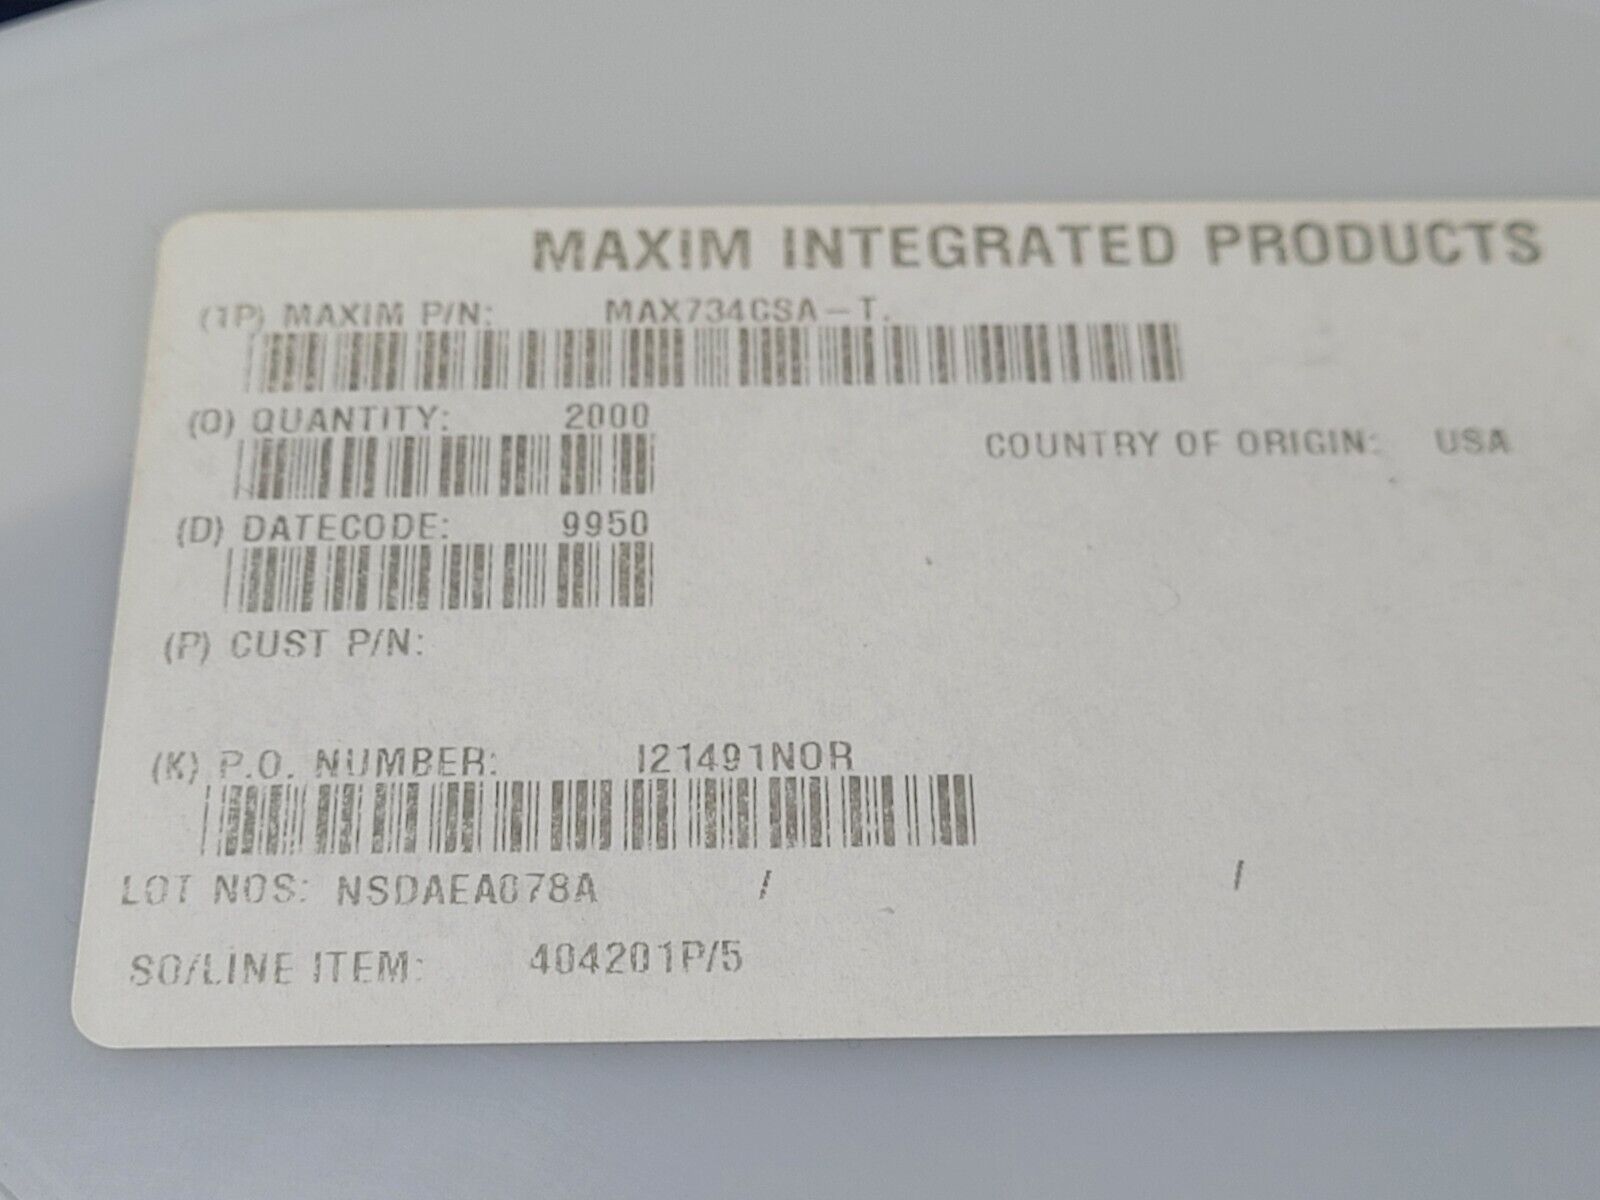 MAXIM INTEGRATED PRODUCTS
(1P) MAXIM P/N: MAX734CSA-T.
(Q) QUANTITY: 2000
COUNTRY OF ORIGIN: USA
(D) DATECODE: 9950
(P) CUST P/N:
(K) P.O. NUMBER: I21491NOR
LOT NOS: NSDAEA078A / /
SO/LINE ITEM: 404201P/5